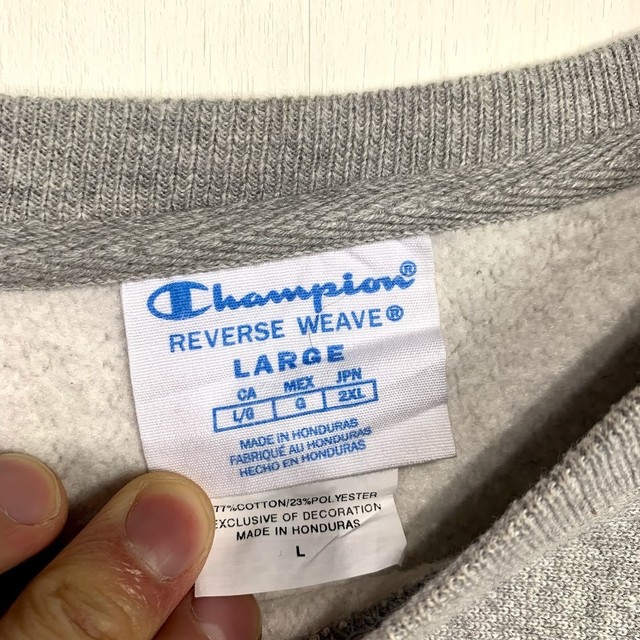 Champion®
REVERSE WEAVE®
LARGE
CA MEX JPN
L/G G 2XL
MADE IN HONDURAS
FABRIQUÉ AU HONDURAS
HECHO EN HONDURAS
77%COTTON/23%POLYESTER
EXCLUSIVE OF DECORATION
MADE IN HONDURAS
L